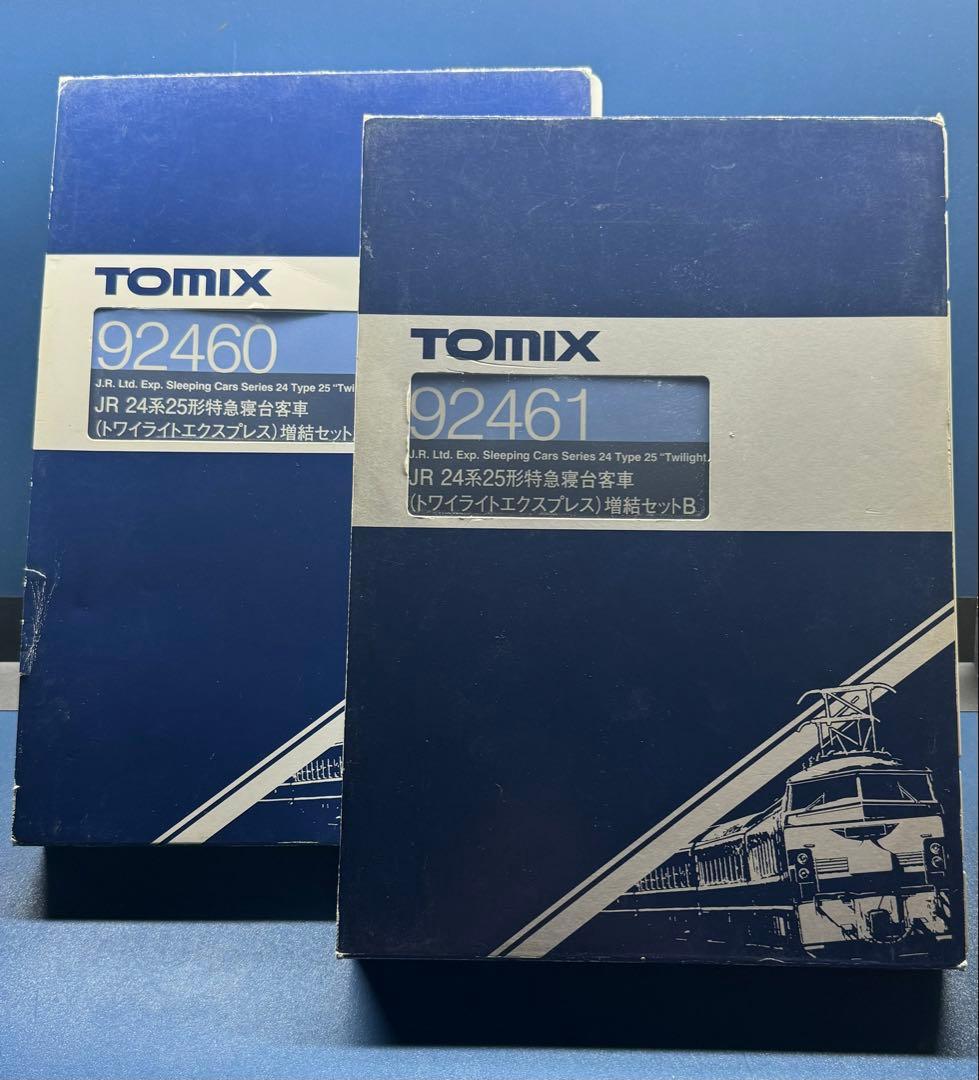 TOMIX
92460
J.R. Ltd. Exp. Sleeping Cars Series 24 Type 25 "Twi
JR 24系25形特急寝台客車
(トワイライトエクスプレス)増結セット
TOMIX
92461
J.R. Ltd. Exp. Sleeping Cars Series 24 Type 25 "Twilight
JR 24系25形特急寝台客車
(トワイライトエクスプレス)増結セットB